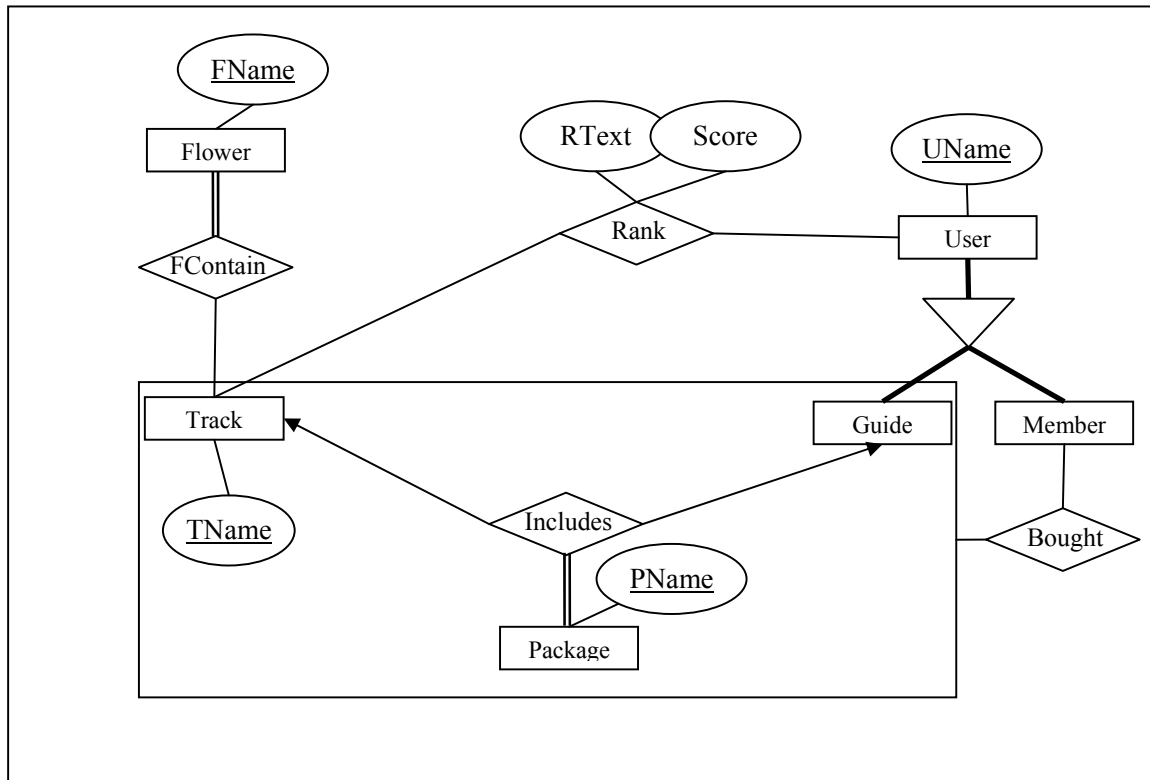 FName
Flower
RText
Score
UName
Rank
User
FContain
Track
Guide
Member
TName
Includes
Bought
PName
Package